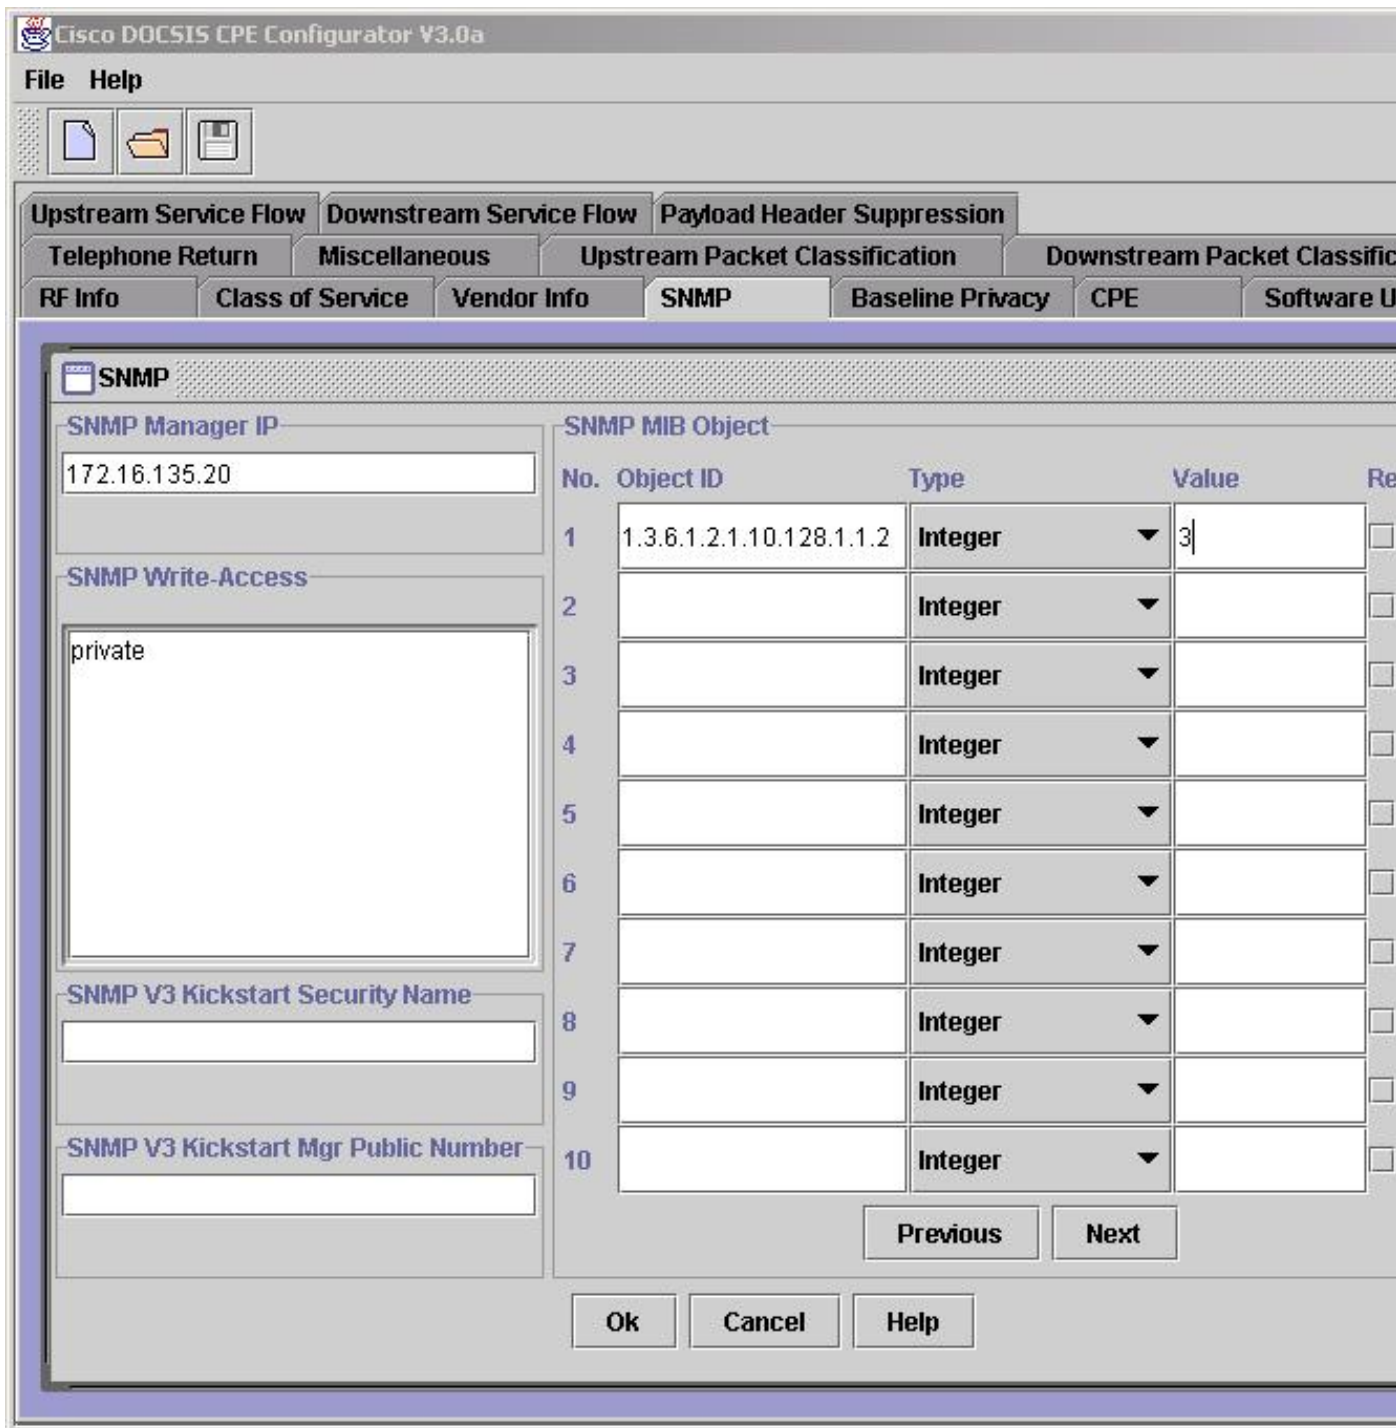 Cisco DOCSIS CPE Configurator V3.0a
File Help
Upstream Service Flow Downstream Service Flow Payload Header Suppression
Telephone Return Miscellaneous Upstream Packet Classification Downstream Packet Classific
RF Info Class of Service Vendor Info SNMP Baseline Privacy CPE Software U
SNMP
SNMP Manager IP
172.16.135.20
SNMP Write-Access
private
SNMP V3 Kickstart Security Name
SNMP V3 Kickstart Mgr Public Number
SNMP MIB Object
No. Object ID Type Value Re
1 1.3.6.1.2.1.10.128.1.1.2 Integer 3
2 Integer
3 Integer
4 Integer
5 Integer
6 Integer
7 Integer
8 Integer
9 Integer
10 Integer
Previous Next
Ok Cancel Help